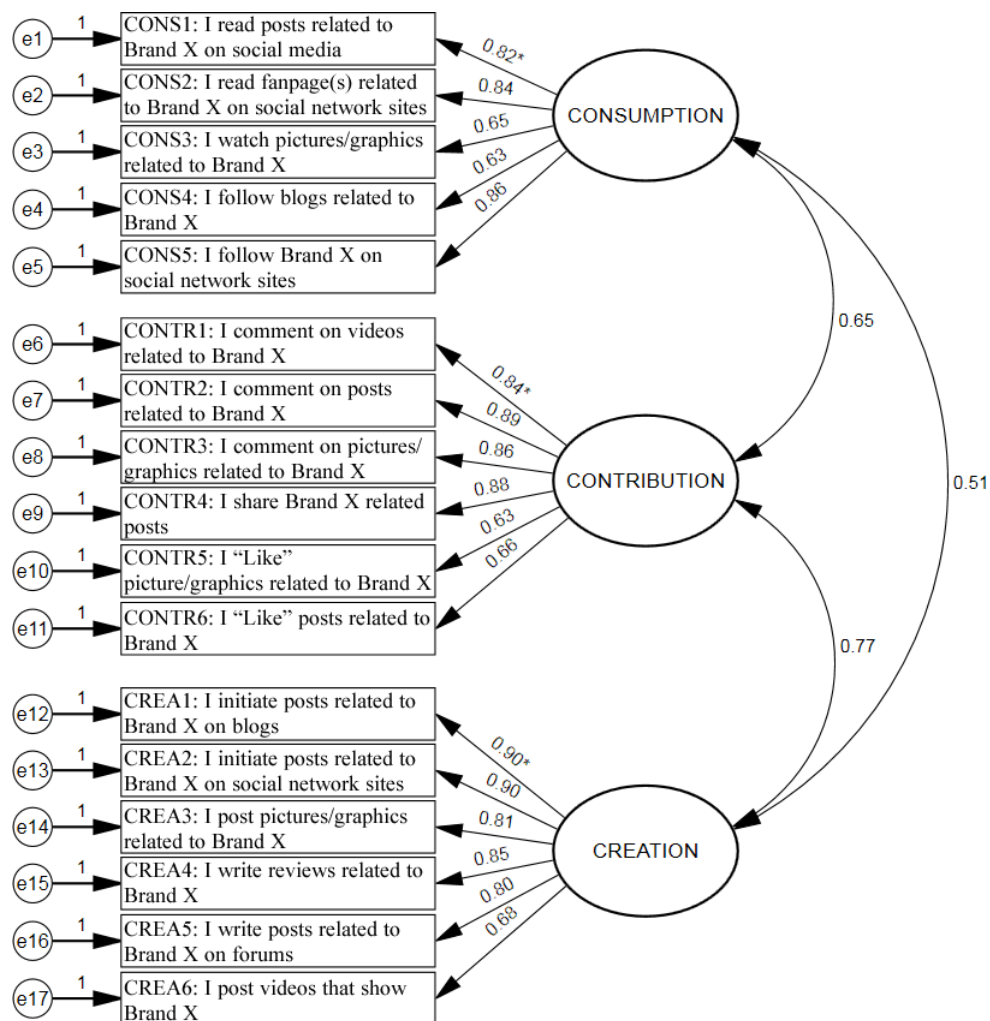 e1
1
CONS1: I read posts related to
Brand X on social media
0.82*
e2
1
CONS2: I read fanpage(s) related
to Brand X on social network sites
0.84
e3
1
CONS3: I watch pictures/graphics
related to Brand X
0.65
e4
1
CONS4: I follow blogs related to
Brand X
0.63
e5
1
CONS5: I follow Brand X on
social network sites
0.86
CONSUMPTION
0.65
e6
1
CONTR1: I comment on videos
related to Brand X
0.84*
e7
1
CONTR2: I comment on posts
related to Brand X
0.89
e8
1
CONTR3: I comment on pictures/
graphics related to Brand X
0.86
e9
1
CONTR4: I share Brand X related
posts
0.88
e10
1
CONTR5: I “Like”
picture/graphics related to Brand X
0.63
e11
1
CONTR6: I “Like” posts related to
Brand X
0.66
CONTRIBUTION
0.51
0.77
e12
1
CREA1: I initiate posts related to
Brand X on blogs
0.90*
e13
1
CREA2: I initiate posts related to
Brand X on social network sites
0.90
e14
1
CREA3: I post pictures/graphics
related to Brand X
0.81
e15
1
CREA4: I write reviews related to
Brand X
0.85
e16
1
CREA5: I write posts related to
Brand X on forums
0.80
e17
1
CREA6: I post videos that show
Brand X
0.68
CREATION